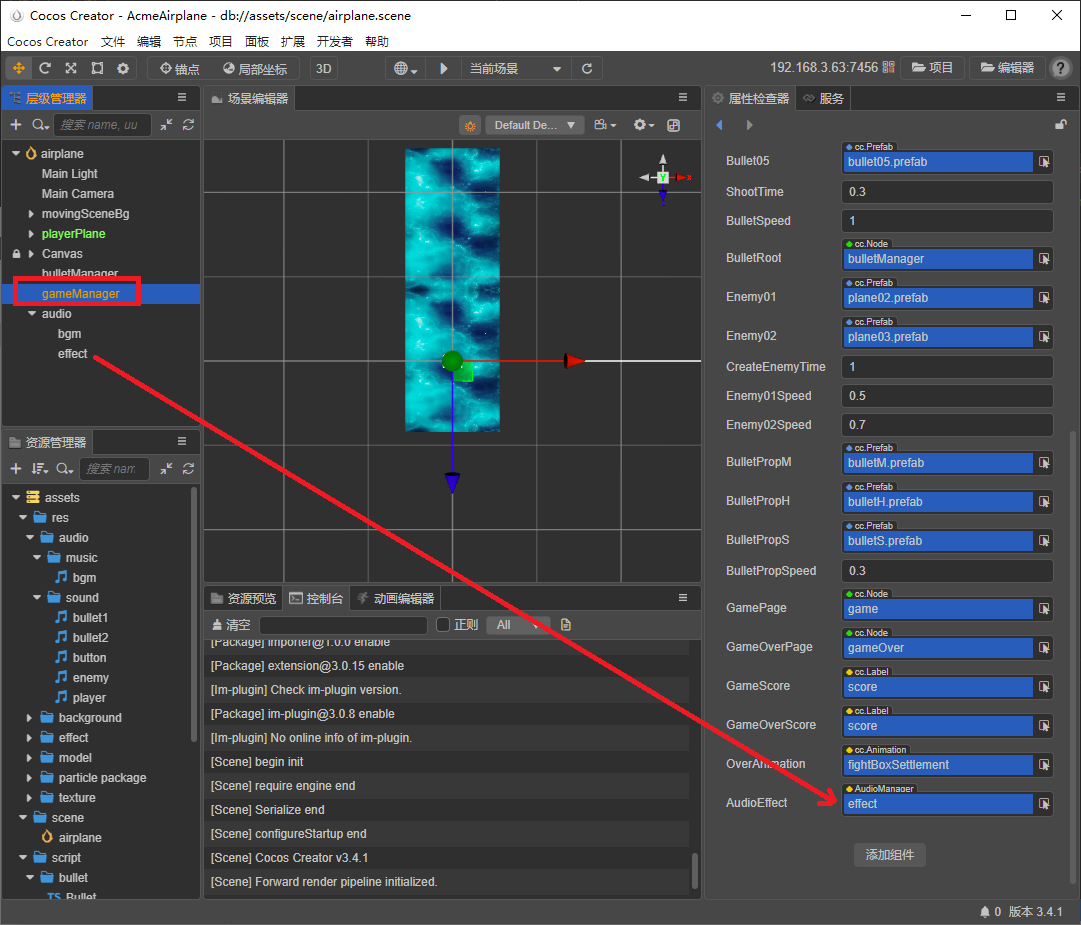 Cocos Creator - AcmeAirplane - db://assets/scene/airplane.scene
Cocos Creator 文件 编辑 节点 项目 面板 扩展 开发者 帮助
锚点 局部坐标 3D 当前场景 192.168.3.63:7456 项目 编辑器 ?
层级管理器
搜索 name, uu
airplane
Main Light
Main Camera
movingSceneBg
playerPlane
Canvas
bulletManager
gameManager
audio
bgm
effect
资源管理器
搜索 nam
assets
res
audio
music
bgm
sound
bullet1
bullet2
button
enemy
player
background
effect
model
particle package
texture
scene
airplane
script
bullet
TS Bullet
场景编辑器
Default De...
Y
X
资源预览 控制台 动画编辑器
清空 正则 All
[Package] importer@1.0.0 enable
[Package] extension@3.0.15 enable
[Im-plugin] Check im-plugin version.
[Package] im-plugin@3.0.8 enable
[Im-plugin] No online info of im-plugin.
[Scene] begin init
[Scene] require engine end
[Scene] Serialize end
[Scene] configureStartup end
[Scene] Cocos Creator v3.4.1
[Scene] Forward render pipeline initialized.
属性检查器 服务
cc.Prefab
Bullet05 bullet05.prefab
ShootTime 0.3
BulletSpeed 1
cc.Node
BulletRoot bulletManager
cc.Prefab
Enemy01 plane02.prefab
cc.Prefab
Enemy02 plane03.prefab
CreateEnemyTime 1
Enemy01Speed 0.5
Enemy02Speed 0.7
cc.Prefab
BulletPropM bulletM.prefab
cc.Prefab
BulletPropH bulletH.prefab
cc.Prefab
BulletPropS bulletS.prefab
BulletPropSpeed 0.3
cc.Node
GamePage game
cc.Node
GameOverPage gameOver
cc.Label
GameScore score
cc.Label
GameOverScore score
cc.Animation
OverAnimation fightBoxSettlement
AudioManager
AudioEffect effect
添加组件
0 版本 3.4.1